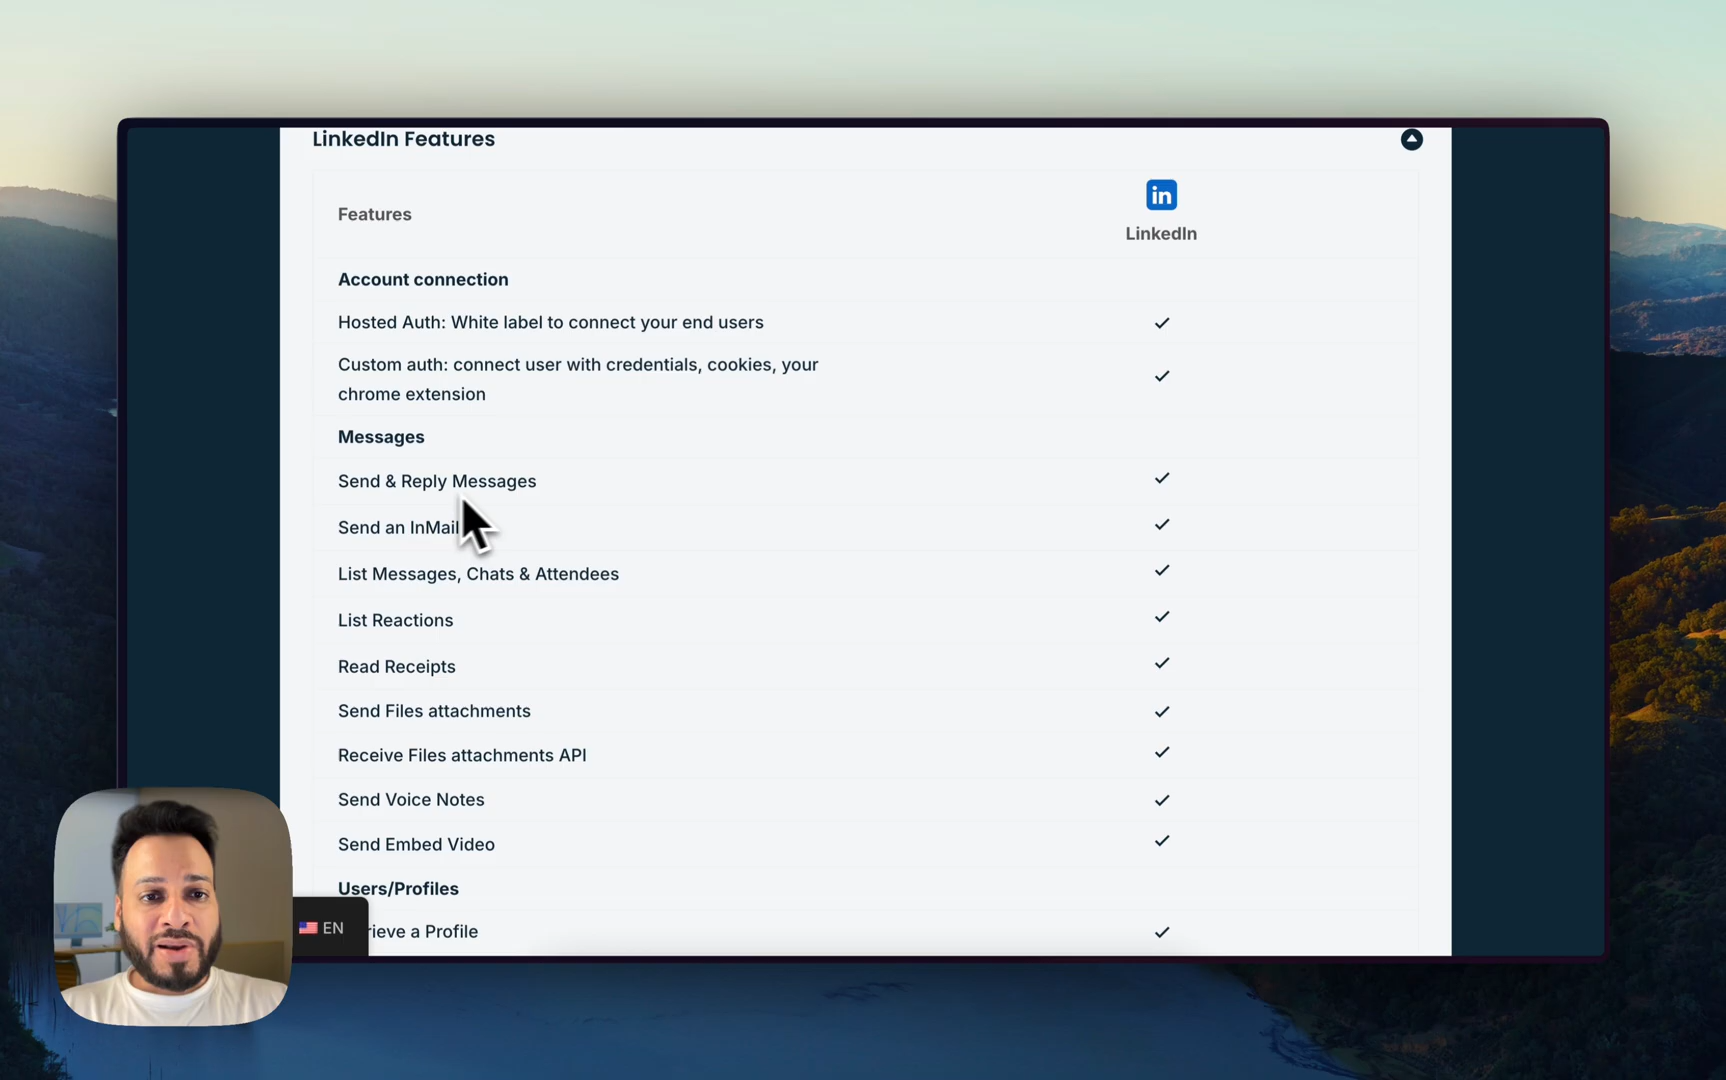 LinkedIn Features
in
Features
LinkedIn
Account connection
Hosted Auth: White label to connect your end users
Custom auth: connect user with credentials, cookies, your
chrome extension
Messages
Send & Reply Messages
Send an InMail
List Messages, Chats & Attendees
List Reactions
Read Receipts
Send Files attachments
Receive Files attachments API
Send Voice Notes
Send Embed Video
Users/Profiles
EN
rieve a Profile